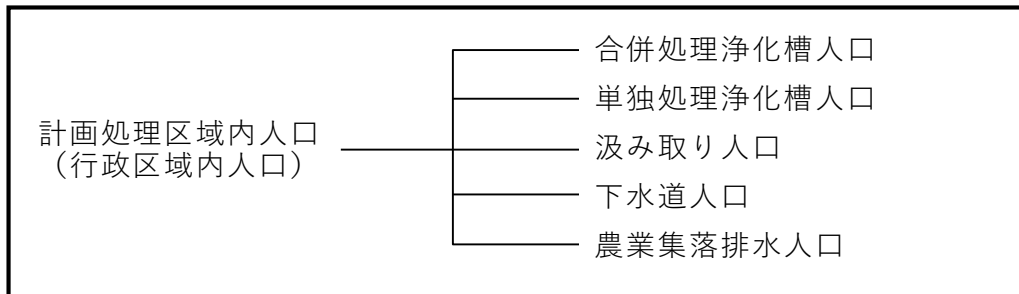 計画処理区域内人口
（行政区域内人口）
合併処理浄化槽人口
単独処理浄化槽人口
汲み取り人口
下水道人口
農業集落排水人口